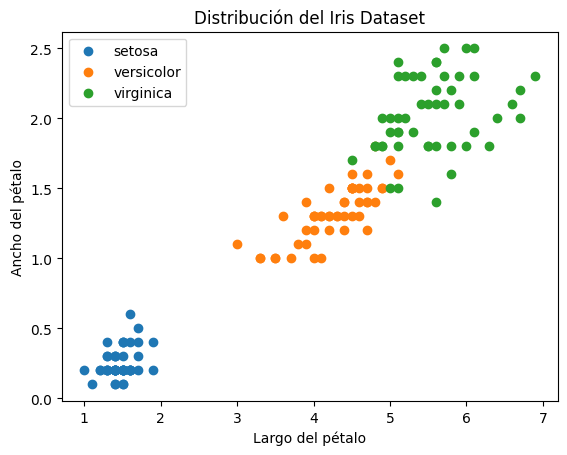 Distribución del Iris Dataset
setosa
versicolor
virginica
Ancho del pétalo
2.5
2.0
1.5
1.0
0.5
0.0
1 2 3 4 5 6 7
Largo del pétalo